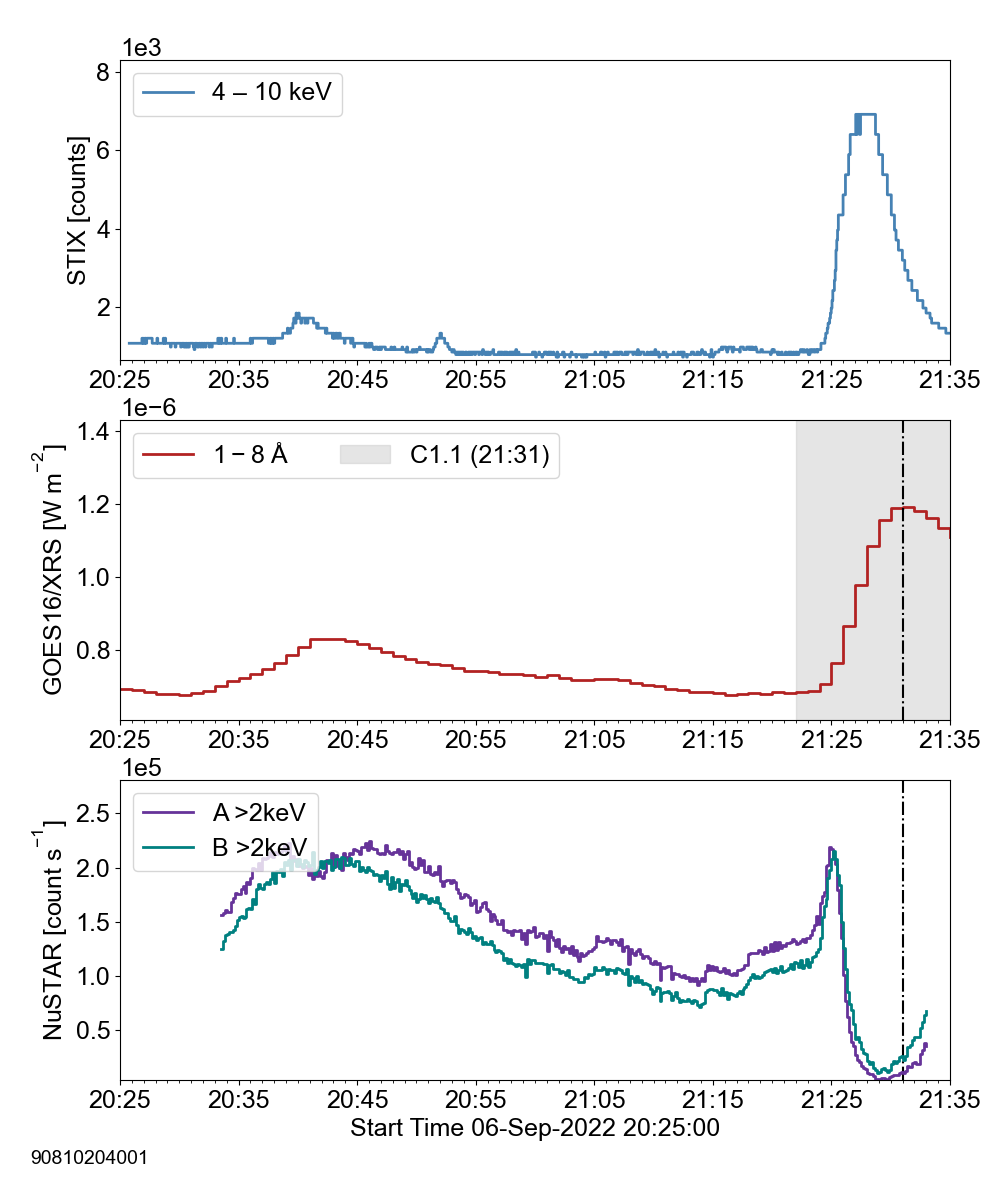 1e3
8
6
4
2
STIX [counts]
4 – 10 keV
20:25 20:35 20:45 20:55 21:05 21:15 21:25 21:35
1e−6
1.4
1.2
1.0
0.8
GOES16/XRS [W m⁻²]
1 – 8 Å C1.1 (21:31)
20:25 20:35 20:45 20:55 21:05 21:15 21:25 21:35
1e5
2.5
2.0
1.5
1.0
0.5
NuSTAR [count s⁻¹]
A >2keV
B >2keV
20:25 20:35 20:45 20:55 21:05 21:15 21:25 21:35
Start Time 06-Sep-2022 20:25:00
90810204001